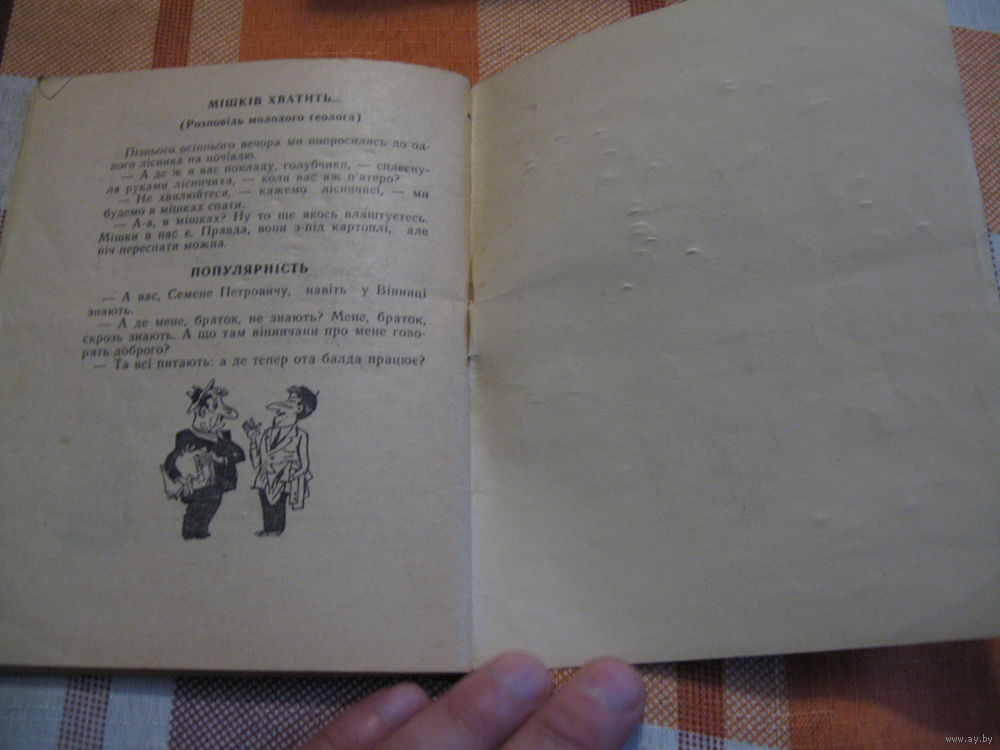 МІШКІВ ХВАТИТЬ...
(Розповідь молодого геолога)
Пізнього осіннього вечора ми попросились до од-
ного лісника на ночівлю.
— А де ж я вас покладу, голубчики, — сплесну-
ла руками лісничиха, — коли вас аж п'ятеро?
— Не хвилюйтеся, — кажемо лісничисі, — ми
будемо в мішках спати.
— А-а, в мішках? Ну то ще якось влаштуєтесь.
Мішки в нас є. Правда, вони з-під картоплі, але
ніч переспати можна.
ПОПУЛЯРНІСТЬ
— А вас, Семене Петровичу, навіть у Вінниці
знають.
— А де мене, браток, не знають? Мене, браток,
скрозь знають. А що там вінничани про мене гово-
рять доброго?
— Та всі питають: а де тепер ота балда працює?
www.ay.by